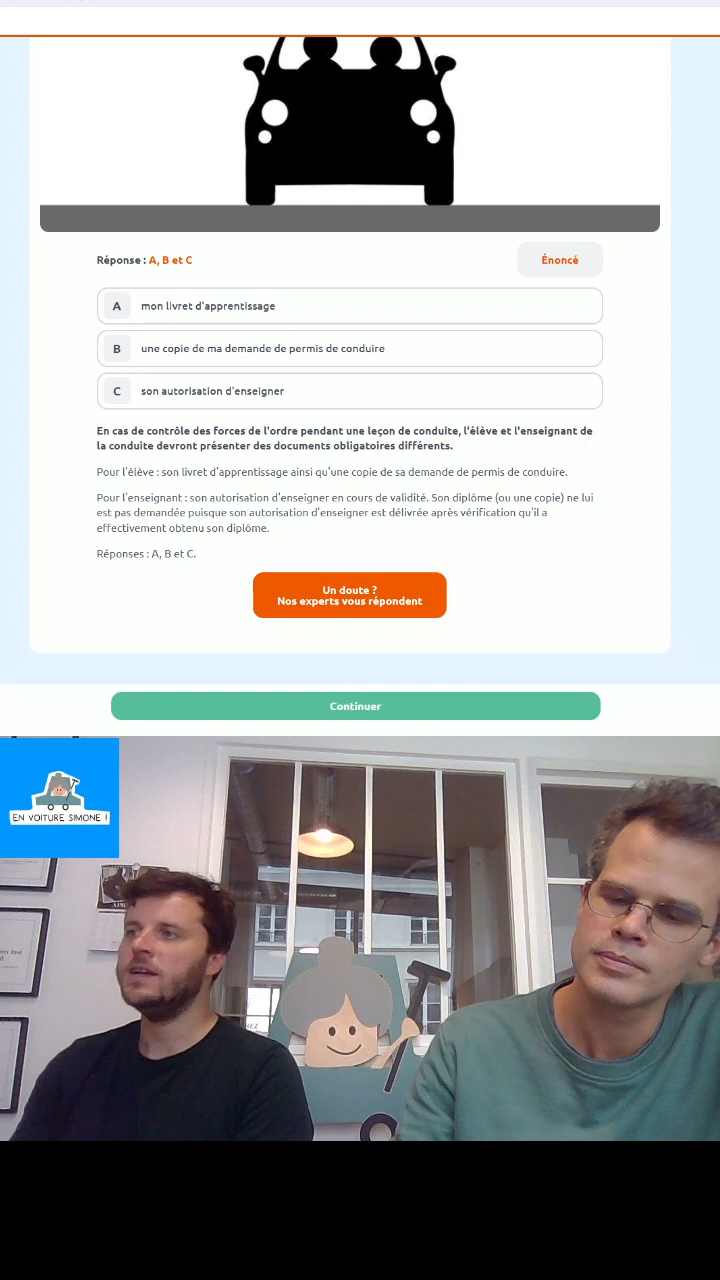 Réponse : A, B et C
Énoncé
A mon livret d'apprentissage
B une copie de ma demande de permis de conduire
C son autorisation d'enseigner
En cas de contrôle des forces de l'ordre pendant une leçon de conduite, l'élève et l'enseignant de
la conduite devront présenter des documents obligatoires différents.
Pour l'élève : son livret d'apprentissage ainsi qu'une copie de sa demande de permis de conduire.
Pour l'enseignant : son autorisation d'enseigner en cours de validité. Son diplôme (ou une copie) ne lui
est pas demandée puisque son autorisation d'enseigner est délivrée après vérification qu'il a
effectivement obtenu son diplôme.
Réponses : A, B et C.
Un doute ?
Nos experts vous répondent
Continuer
EN VOITURE SIMONE !